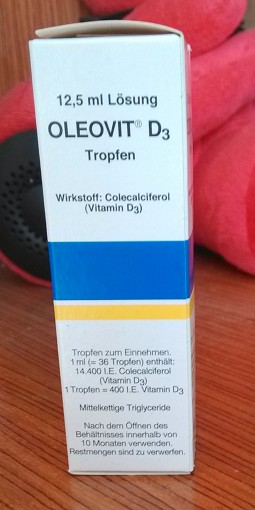 12,5 ml Lösung
OLEOVIT® D3
Tropfen
Wirkstoff: Colecalciferol
(Vitamin D3)
Tropfen zum Einnehmen.
1 ml (= 36 Tropfen) enthält:
14.400 I.E. Colecalciferol
(Vitamin D3)
1 Tropfen = 400 I.E. Vitamin D3
Mittelkettige Triglyceride
Nach dem Öffnen des
Behältnisses innerhalb von
10 Monaten verwenden.
Restmengen sind zu verwerfen.